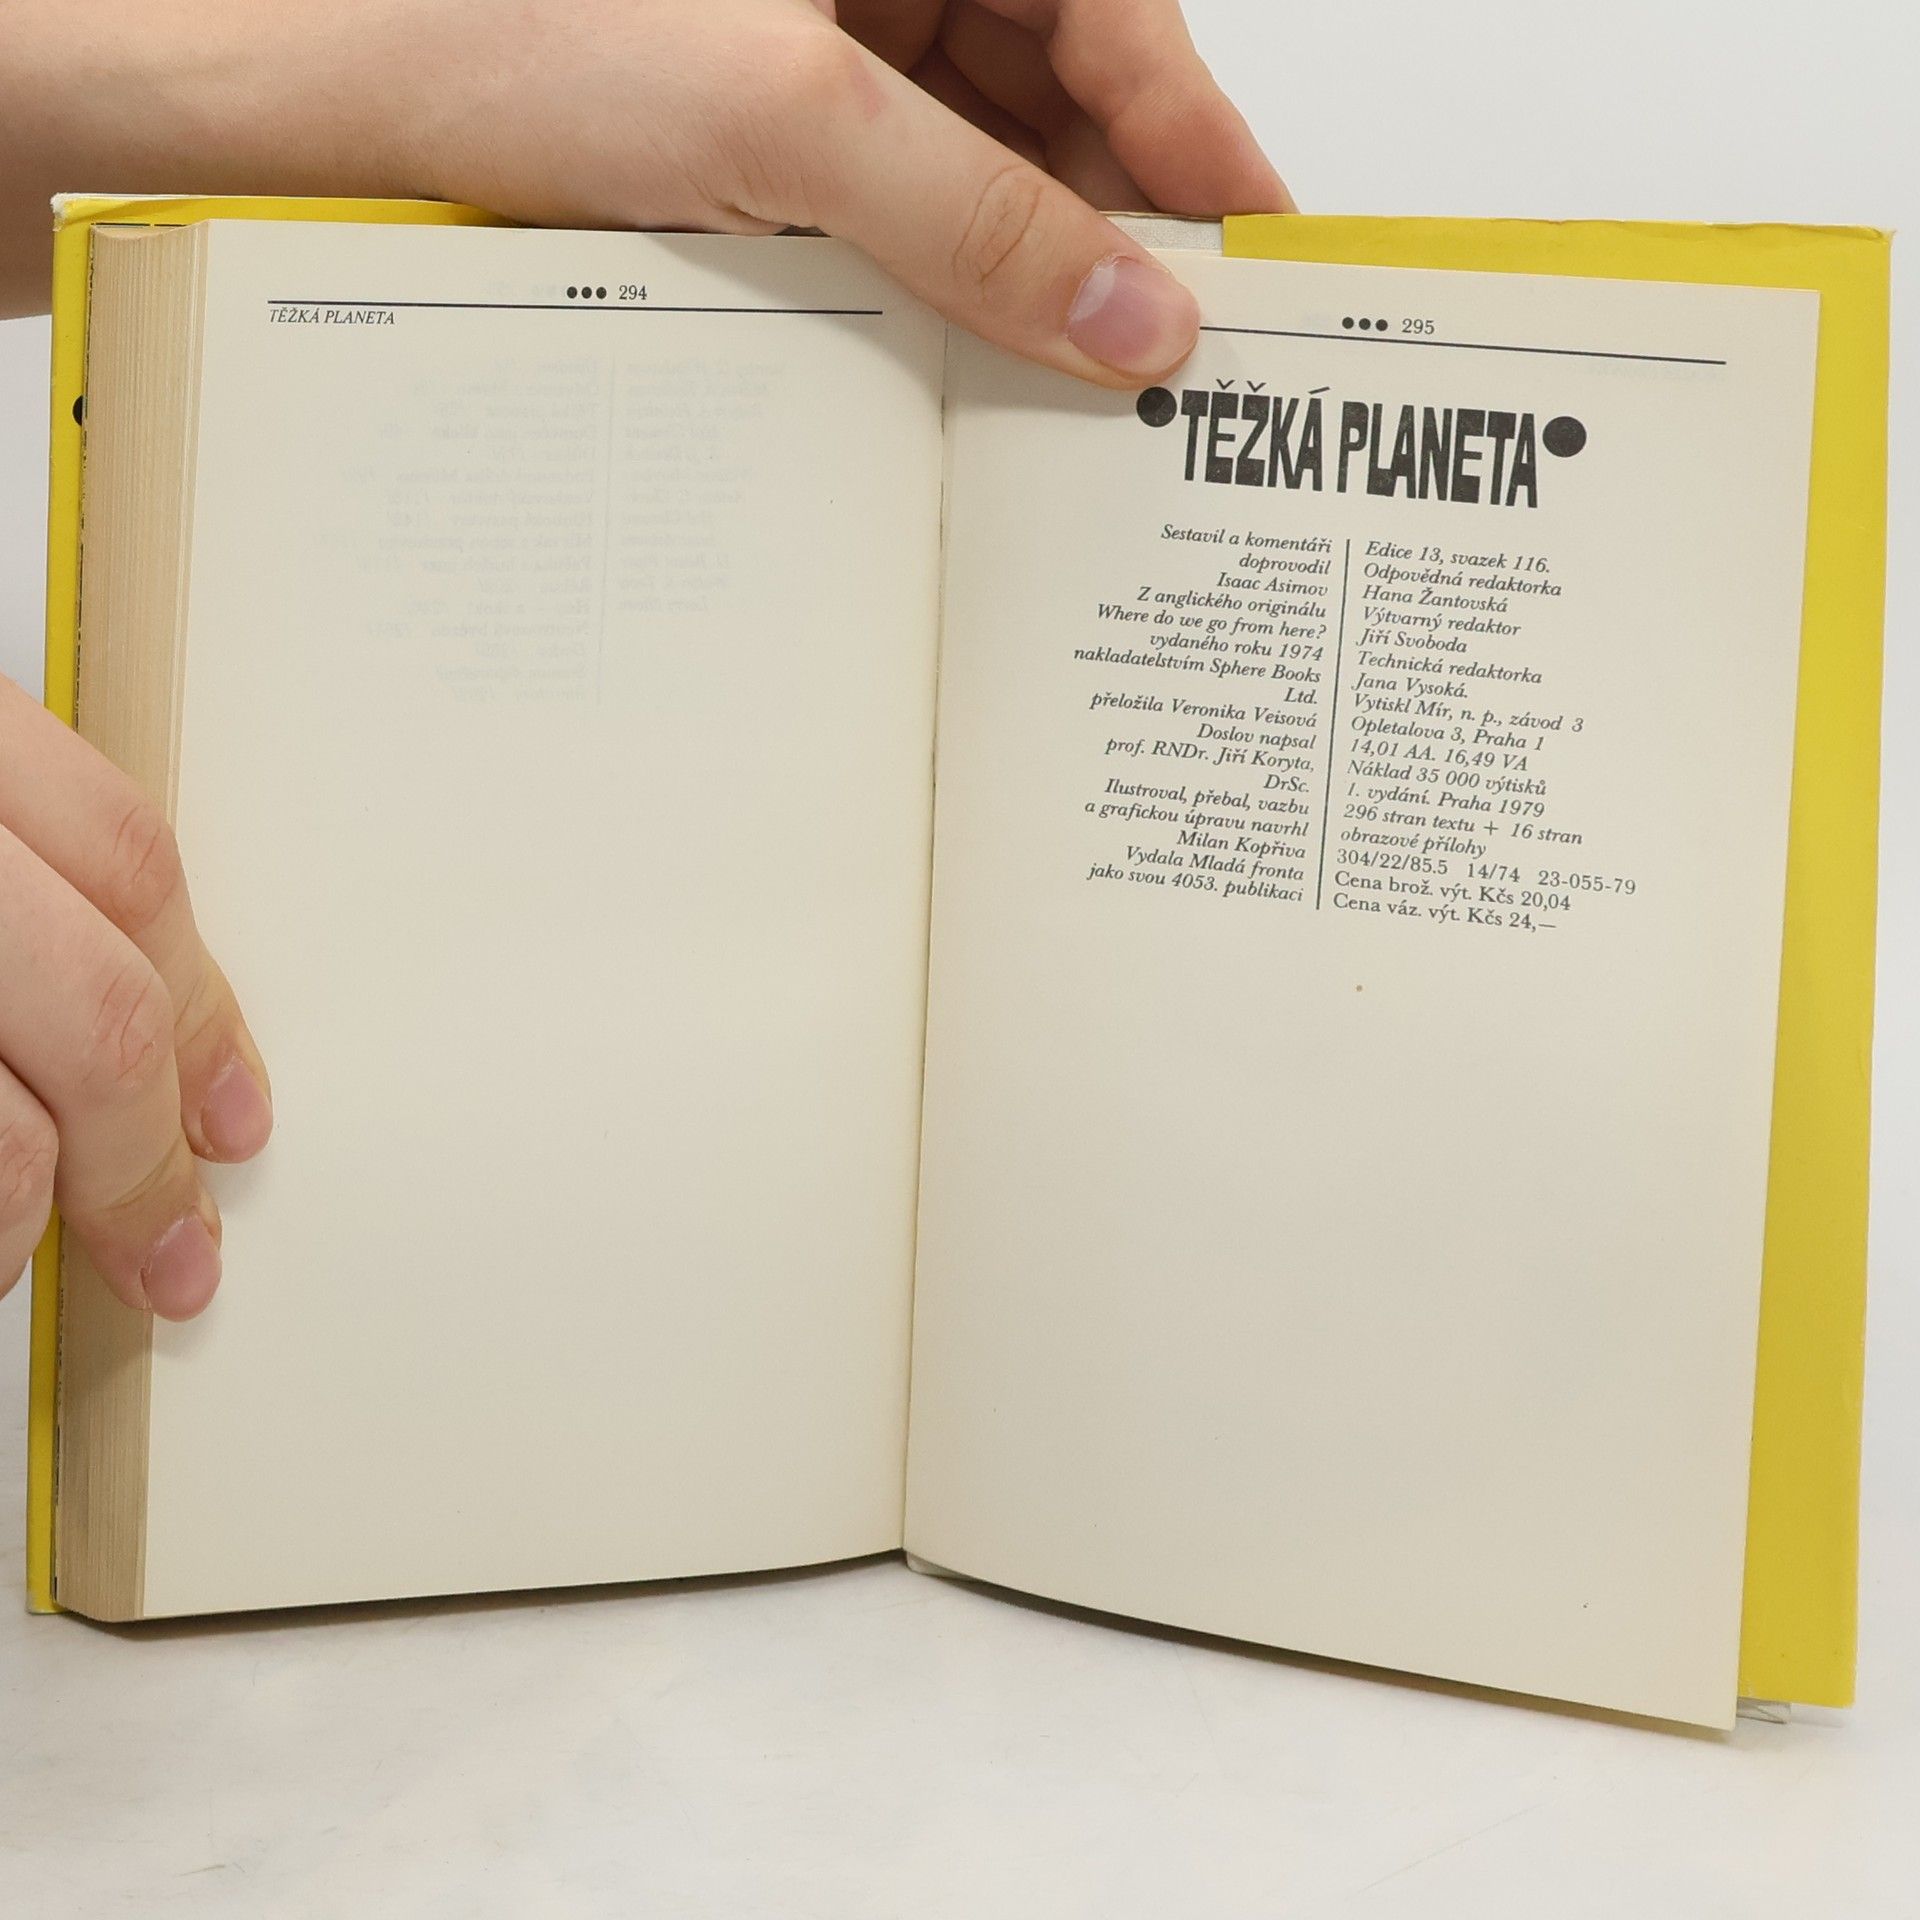 ●●● 294
TĚŽKÁ PLANETA
●●● 295
●TĚŽKÁ PLANETA●
Sestavil a komentáři
doprovodil
Isaac Asimov
Z anglického originálu
Where do we go from here?
vydaného roku 1974
nakladatelstvím Sphere Books
Ltd.
přeložila Veronika Veisová
Doslov napsal
prof. RNDr. Jiří Koryta,
DrSc.
Ilustroval, přebal, vazbu
a grafickou úpravu navrhl
Milan Kopřiva
Vydala Mladá fronta
jako svou 4053. publikaci
Edice 13, svazek 116.
Odpovědná redaktorka
Hana Žantovská
Výtvarný redaktor
Jiří Svoboda
Technická redaktorka
Jana Vysoká.
Vytiskl Mír, n. p., závod 3
Opletalova 3, Praha 1
14,01 AA. 16,49 VA
Náklad 35 000 výtisků
1. vydání. Praha 1979
296 stran textu + 16 stran
obrazové přílohy
304/22/85.5 14/74 23-055-79
Cena brož. výt. Kčs 20,04
Cena váz. výt. Kčs 24,—